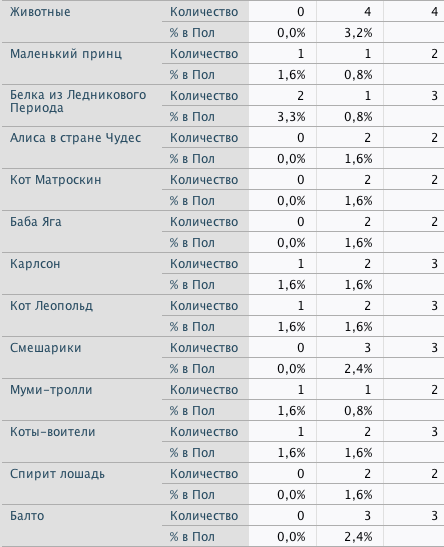 Животные Количество 0 4 4
% в Пол 0,0% 3,2%
Маленький принц Количество 1 1 2
% в Пол 1,6% 0,8%
Белка из Ледникового Периода Количество 2 1 3
% в Пол 3,3% 0,8%
Алиса в стране Чудес Количество 0 2 2
% в Пол 0,0% 1,6%
Кот Матроскин Количество 0 2 2
% в Пол 0,0% 1,6%
Баба Яга Количество 0 2 2
% в Пол 0,0% 1,6%
Карлсон Количество 1 2 3
% в Пол 1,6% 1,6%
Кот Леопольд Количество 1 2 3
% в Пол 1,6% 1,6%
Смешарики Количество 0 3 3
% в Пол 0,0% 2,4%
Муми-тролли Количество 1 1 2
% в Пол 1,6% 0,8%
Коты-воители Количество 1 2 3
% в Пол 1,6% 1,6%
Спирит лошадь Количество 0 2 2
% в Пол 0,0% 1,6%
Балто Количество 0 3 3
% в Пол 0,0% 2,4%